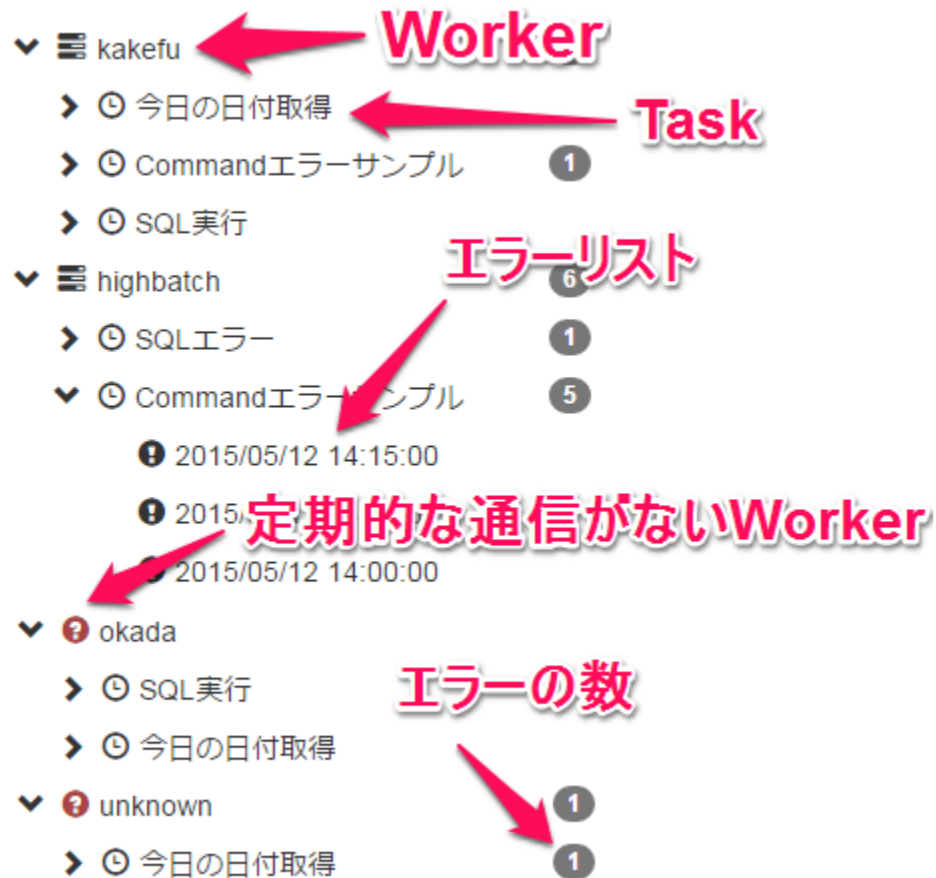 Worker
kakefu
今日の日付取得
Task
Commandエラーサンプル 1
SQL実行
エラーリスト
highbatch 6
SQLエラー 1
Commandエラーサンプル 5
2015/05/12 14:15:00
定期的な通信がないWorker
2015/
2015/05/12 14:00:00
okada
SQL実行
エラーの数
今日の日付取得
unknown 1
今日の日付取得 1